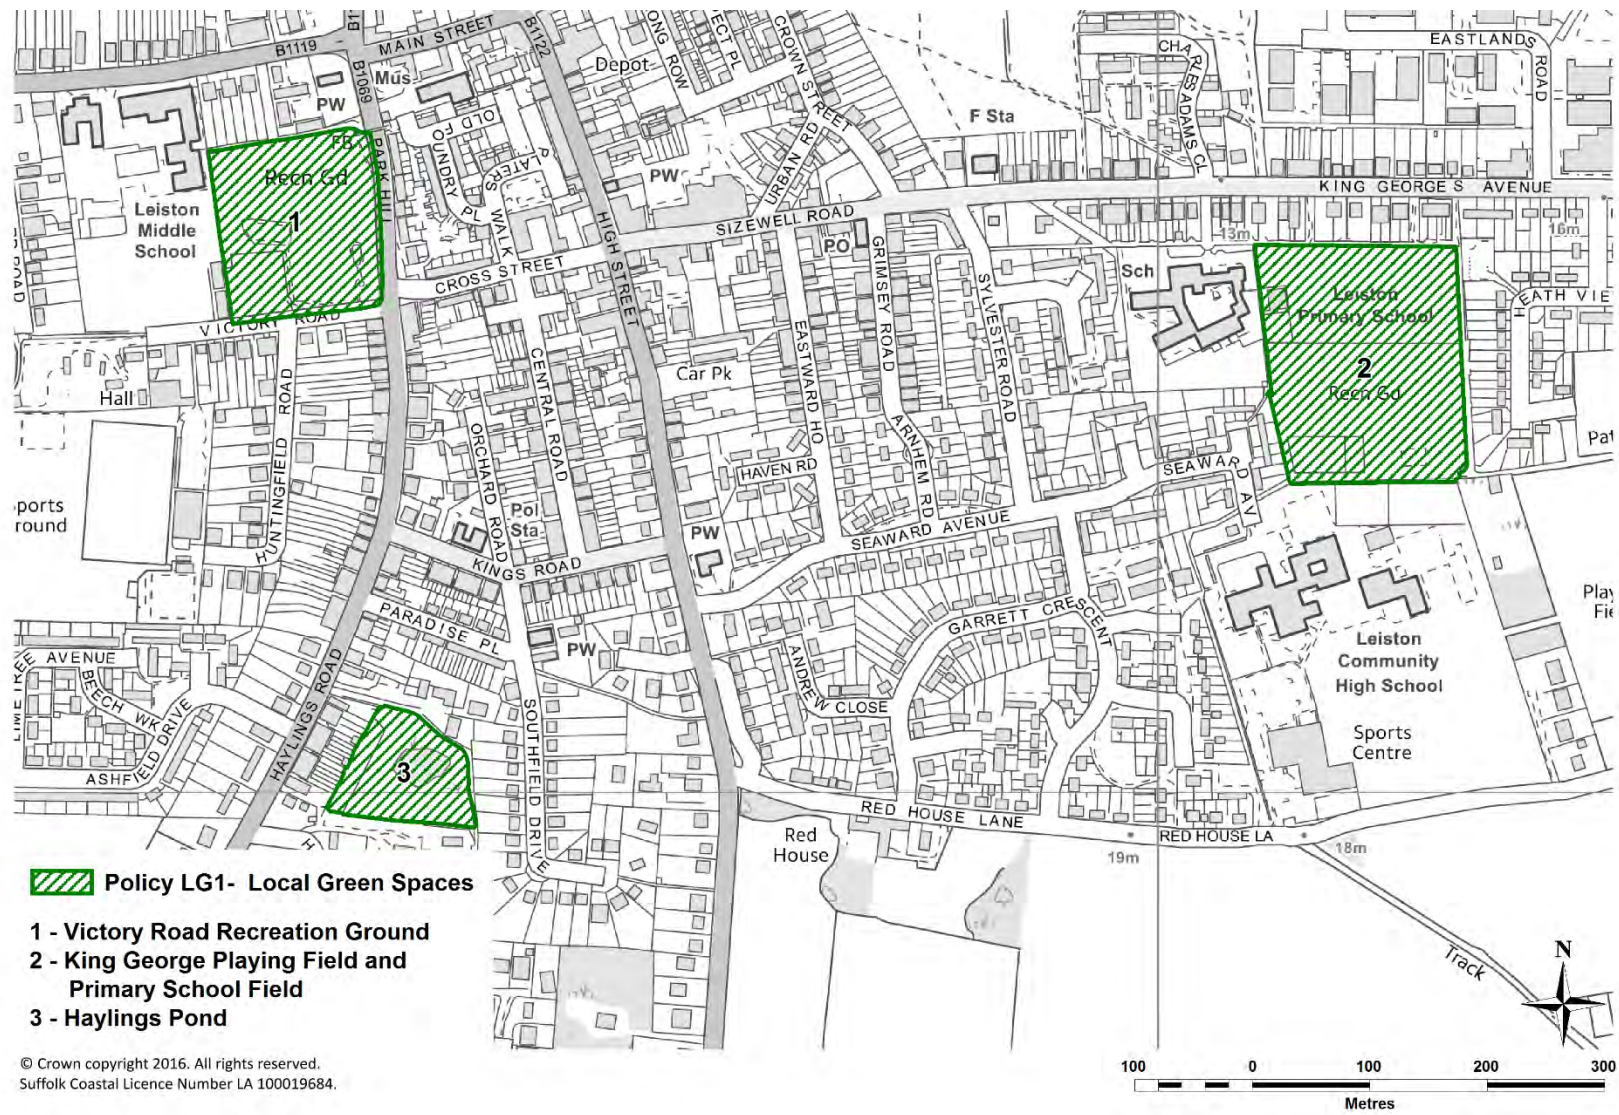 B1119
MAIN STREET
B1122
B1069
Mus
PW
Depot
CROWN STREET
CHARLES ADAMS CL
EASTLANDS ROAD
OLD FOUNDRY PL
PLATERS WALK
URBAN RD
F Sta
PW
PARK HILL
Recn Gd
1
Leiston
Middle
School
KING GEORGE S AVENUE
SIZEWELL ROAD
HIGH STREET
PO
GRIMSEY ROAD
13m
16m
CROSS STREET
SYLVESTER ROAD
Sch
Leiston
Primary School
2
Recn Gd
VICTORY ROAD
EASTWARD HO
Hall
HUNTINGFIELD ROAD
CENTRAL ROAD
ORCHARD ROAD
Car Pk
ARNHEM RD
HAVEN RD
SEAWARD AV
Pol
Sta
PW
SEAWARD AVENUE
KINGS ROAD
PARADISE PL
PW
GARRETT CRESCENT
ANDREW CLOSE
Leiston
Community
High School
Sports
Centre
AVENUE
BEECH WK
ASHFIELD DRIVE
HAYLINGS ROAD
3
SOUTHFIELD DRIVE
RED HOUSE LANE
RED HOUSE LA
Red
House
19m
18m
Track
Policy LG1- Local Green Spaces
1 - Victory Road Recreation Ground
2 - King George Playing Field and
Primary School Field
3 - Haylings Pond
© Crown copyright 2016. All rights reserved.
Suffolk Coastal Licence Number LA 100019684.
N
100 0 100 200 300
Metres